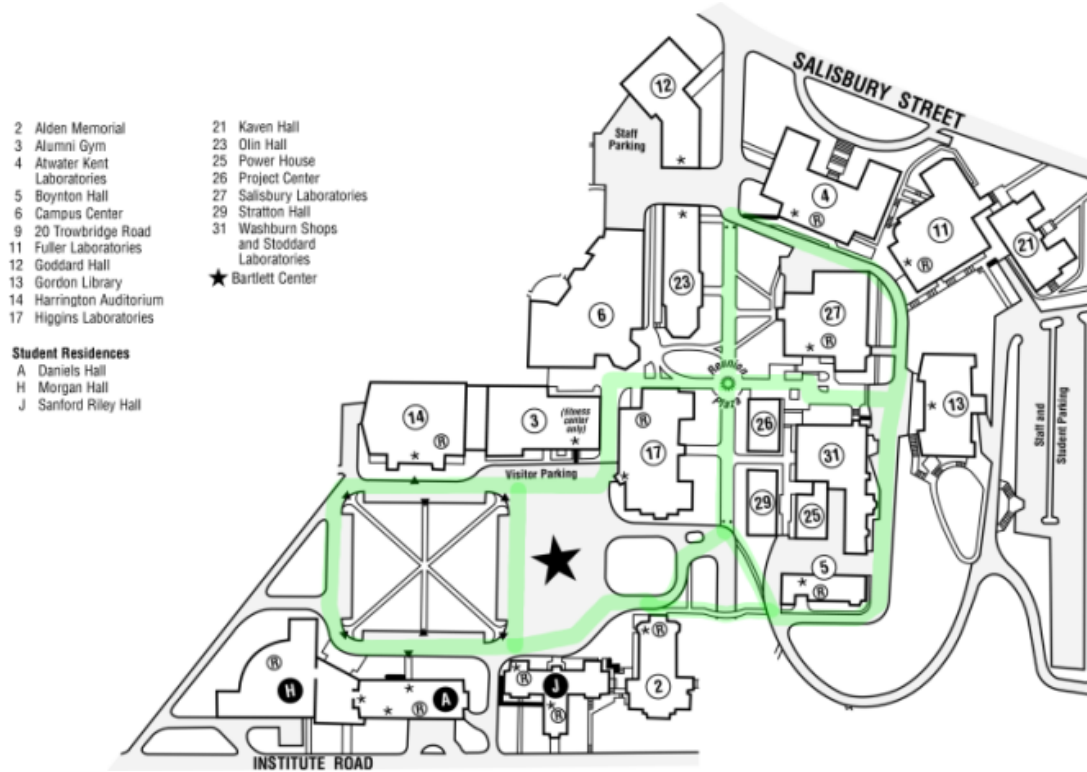 2 Alden Memorial
3 Alumni Gym
4 Atwater Kent
Laboratories
5 Boynton Hall
6 Campus Center
9 20 Trowbridge Road
11 Fuller Laboratories
12 Goddard Hall
13 Gordon Library
14 Harrington Auditorium
17 Higgins Laboratories
21 Kaven Hall
23 Olin Hall
25 Power House
26 Project Center
27 Salisbury Laboratories
29 Stratton Hall
31 Washburn Shops
and Stoddard
Laboratories
★ Bartlett Center
Student Residences
A Daniels Hall
H Morgan Hall
J Sanford Riley Hall
SALISBURY STREET
12
Staff
Parking
4
R
11
R
21
23
6
27
R
Reunion
Plaza
14
R
3
(fitness
center
only)
R
17
26
13
Staff and
Student Parking
Visitor Parking
31
29
25
5
R
R
H
R
A
R
R
J
R
2
INSTITUTE ROAD